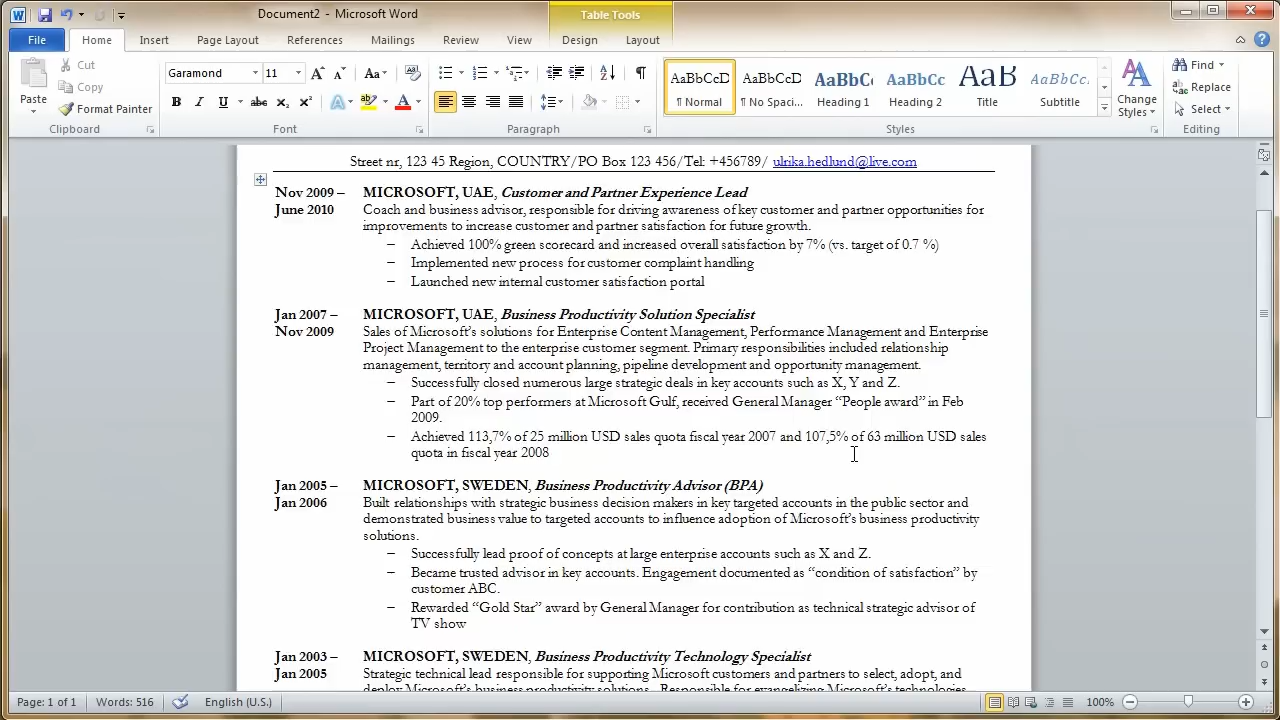 Document2 - Microsoft Word
Table Tools
File Home Insert Page Layout References Mailings Review View Design Layout
Paste
Cut
Copy
Format Painter
Clipboard
Garamond 11
Font
Paragraph
AaBbCcD AaBbCcD AaBbC AaBbCc AaB AaBbCc.
¶ Normal ¶ No Spaci... Heading 1 Heading 2 Title Subtitle
Change Styles
Styles
Find
Replace
Select
Editing
Street nr, 123 45 Region, COUNTRY/PO Box 123 456/Tel: +456789/ ulrika.hedlund@live.com
Nov 2009 – MICROSOFT, UAE, Customer and Partner Experience Lead
June 2010 Coach and business advisor, responsible for driving awareness of key customer and partner opportunities for
improvements to increase customer and partner satisfaction for future growth.
– Achieved 100% green scorecard and increased overall satisfaction by 7% (vs. target of 0.7 %)
– Implemented new process for customer complaint handling
– Launched new internal customer satisfaction portal
Jan 2007 – MICROSOFT, UAE, Business Productivity Solution Specialist
Nov 2009 Sales of Microsoft's solutions for Enterprise Content Management, Performance Management and Enterprise
Project Management to the enterprise customer segment. Primary responsibilities included relationship
management, territory and account planning, pipeline development and opportunity management.
– Successfully closed numerous large strategic deals in key accounts such as X, Y and Z.
– Part of 20% top performers at Microsoft Gulf, received General Manager “People award” in Feb
2009.
– Achieved 113,7% of 25 million USD sales quota fiscal year 2007 and 107,5% of 63 million USD sales
quota in fiscal year 2008
Jan 2005 – MICROSOFT, SWEDEN, Business Productivity Advisor (BPA)
Jan 2006 Built relationships with strategic business decision makers in key targeted accounts in the public sector and
demonstrated business value to targeted accounts to influence adoption of Microsoft's business productivity
solutions.
– Successfully lead proof of concepts at large enterprise accounts such as X and Z.
– Became trusted advisor in key accounts. Engagement documented as “condition of satisfaction” by
customer ABC.
– Rewarded “Gold Star” award by General Manager for contribution as technical strategic advisor of
TV show
Jan 2003 – MICROSOFT, SWEDEN, Business Productivity Technology Specialist
Jan 2005 Strategic technical lead responsible for supporting Microsoft customers and partners to select, adopt, and
deploy Microsoft's business productivity solutions. Responsible for evangelizing Microsoft's technologies
Page: 1 of 1 Words: 516 English (U.S.) 100%